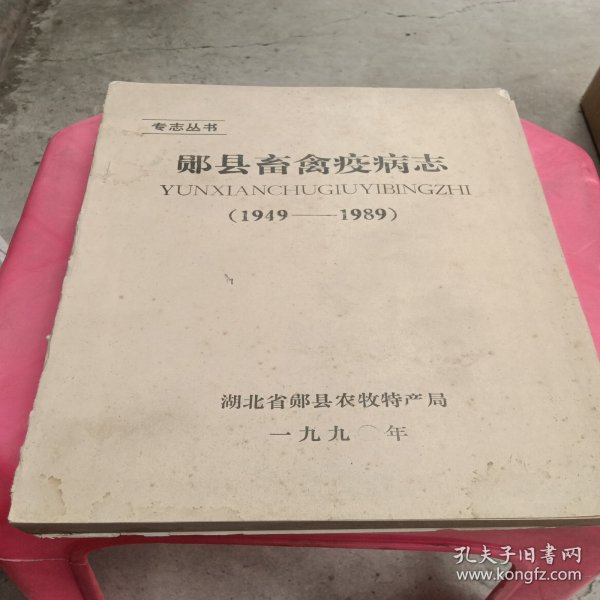 专志丛书
郧县畜禽疫病志
YUNXIANCHUGIUYIBINGZHI
(1949——1989)
湖北省郧县农牧特产局
一九九〇年
孔夫子旧书网
www.kongfz.com